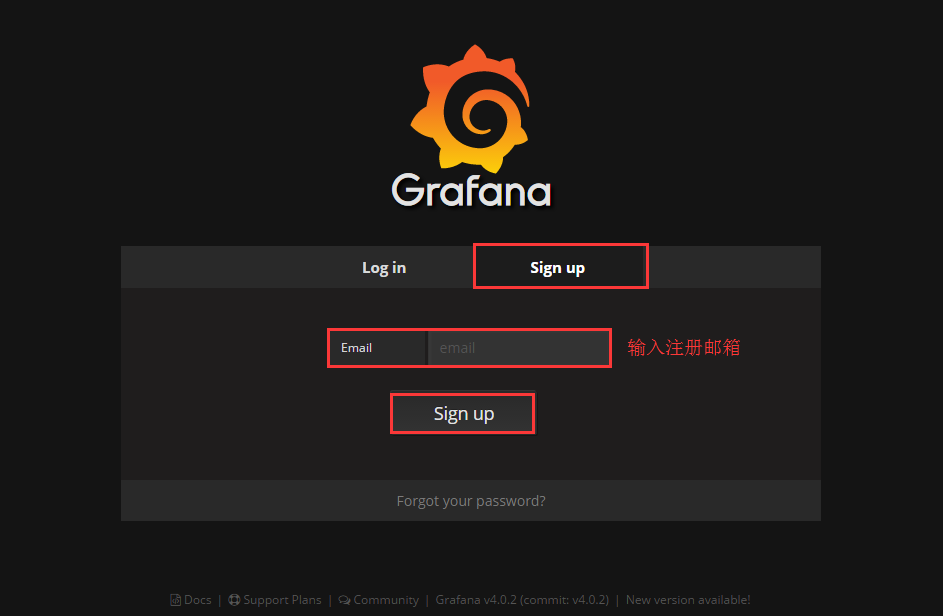 Grafana
Log in
Sign up
Email
email
输入注册邮箱
Sign up
Forgot your password?
Docs | Support Plans | Community | Grafana v4.0.2 (commit: v4.0.2) | New version available!